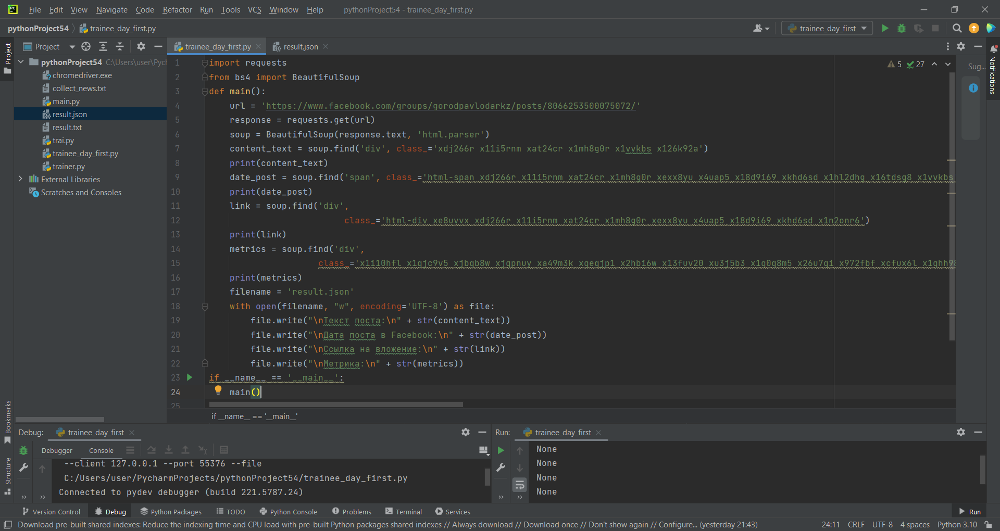 PC File Edit View Navigate Code Refactor Run Tools VCS Window Help pythonProject54 - trainee_day_first.py
pythonProject54 trainee_day_first.py trainee_day_first
Project Project trainee_day_first.py result.json
Notifications
Sug...
pythonProject54 C:\Users\user\Pycl
chromedriver.exe
collect_news.txt
main.py
result.json
result.txt
trai.py
trainee_day_first.py
trainer.py
External Libraries
Scratches and Consoles
5 27
1 import requests
2 from bs4 import BeautifulSoup
3 def main():
4 url = 'https://www.facebook.com/groups/gorodpavlodarkz/posts/8066253500075072/'
5 response = requests.get(url)
6 soup = BeautifulSoup(response.text, 'html.parser')
7 content_text = soup.find('div', class_='xdj266r x11i5rnm xat24cr x1mh8g0r x1vvkbs x126k92a')
8 print(content_text)
9 date_post = soup.find('span', class_='html-span xdj266r x11i5rnm xat24cr x1mh8g0r xexx8yu x4uap5 x18d9i69 xkhd6sd x1hl2dhg x16tdsg8 x1vvkbs
10 print(date_post)
11 link = soup.find('div',
12 class_='html-div xe8uvvx xdj266r x11i5rnm xat24cr x1mh8g0r xexx8yu x4uap5 x18d9i69 xkhd6sd x1n2onr6')
13 print(link)
14 metrics = soup.find('div',
15 class_='x1i10hfl x1qjc9v5 xjbqb8w xjqpnuy xa49m3k xqeqjp1 x2hbi6w x13fuv20 xu3j5b3 x1q0q8m5 x26u7qi x972fbf xcfux6l x1qhh98
16 print(metrics)
17 filename = 'result.json'
18 with open(filename, "w", encoding='UTF-8') as file:
19 file.write("\nТекст поста:\n" + str(content_text))
20 file.write("\nДата поста в Facebook:\n" + str(date_post))
21 file.write("\nСсылка на вложение:\n" + str(link))
22 file.write("\nМетрика:\n" + str(metrics))
23 if __name__ == '__main__':
24 main()
25
if __name__ == '__main__'
Bookmarks
Structure
Debug: trainee_day_first
Debugger Console
--client 127.0.0.1 --port 55376 --file
C:/Users/user/PycharmProjects/pythonProject54/trainee_day_first.py
Connected to pydev debugger (build 221.5787.24)
Run: trainee_day_first
None
None
None
None
Version Control Debug Python Packages TODO Python Console Problems Terminal Services Run
Download pre-built shared indexes: Reduce the indexing time and CPU load with pre-built Python packages shared indexes // Always download // Download once // Don't show again // Configure... (yesterday 21:43) 24:11 CRLF UTF-8 4 spaces Python 3.10